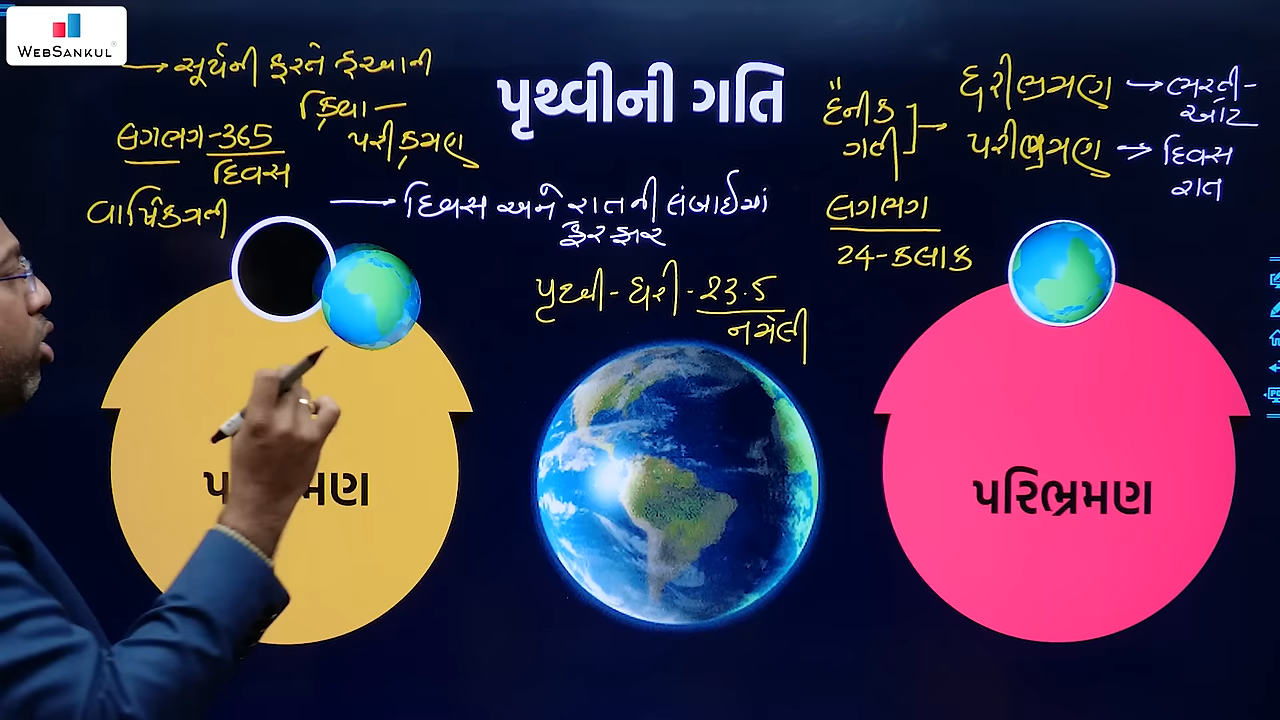 WEBSANKUL
→ સૂર્યની ફરતે ફરવાની
ક્રિયા –
પરીક્રમણ
લગભગ-365
દિવસ
વાર્ષિકગતી
પૃથ્વીની ગતિ
દૈનીક
ગતી
ધરીભ્રમણ → ભરતી-
ઓટ
પરીભ્રમણ → દિવસ
રાત
→ દિવસ અને રાતની લંબાઈમાં
ફેરફાર
લગભગ
24-કલાક
પૃથ્વી-ધરી-23.5
નમેલી
પરિભ્રમણ